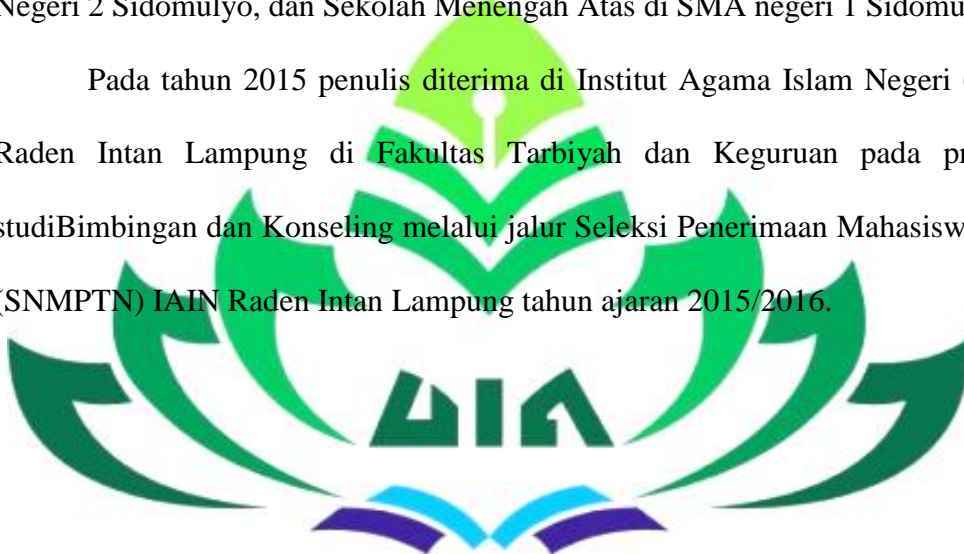 Negeri 2 Sidomulyo, dan Sekolah Menengah Atas di SMA negeri 1 Sidomu
Pada tahun 2015 penulis diterima di Institut Agama Islam Negeri
Raden Intan Lampung di Fakultas Tarbiyah dan Keguruan pada pr
studiBimbingan dan Konseling melalui jalur Seleksi Penerimaan Mahasisw
(SNMPTN) IAIN Raden Intan Lampung tahun ajaran 2015/2016.
UIN